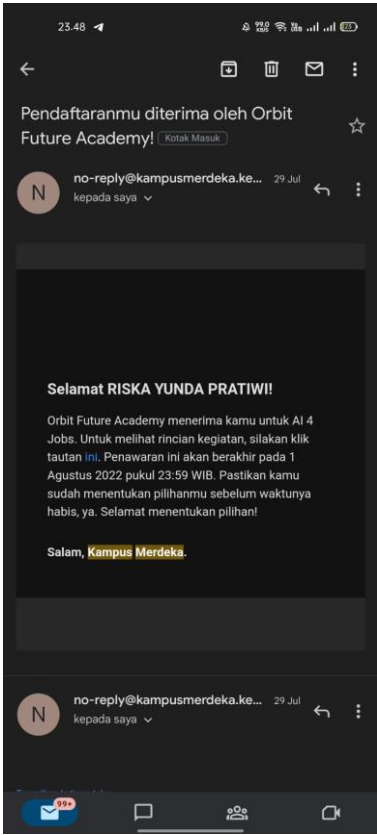 23.48
Pendaftaranmu diterima oleh Orbit
Future Academy! Kotak Masuk
N
no-reply@kampusmerdeka.ke... 29 Jul
kepada saya
Selamat RISKA YUNDA PRATIWI!
Orbit Future Academy menerima kamu untuk AI 4
Jobs. Untuk melihat rincian kegiatan, silakan klik
tautan ini. Penawaran ini akan berakhir pada 1
Agustus 2022 pukul 23:59 WIB. Pastikan kamu
sudah menentukan pilihanmu sebelum waktunya
habis, ya. Selamat menentukan pilihan!
Salam, Kampus Merdeka.
N
no-reply@kampusmerdeka.ke... 29 Jul
kepada saya
99+